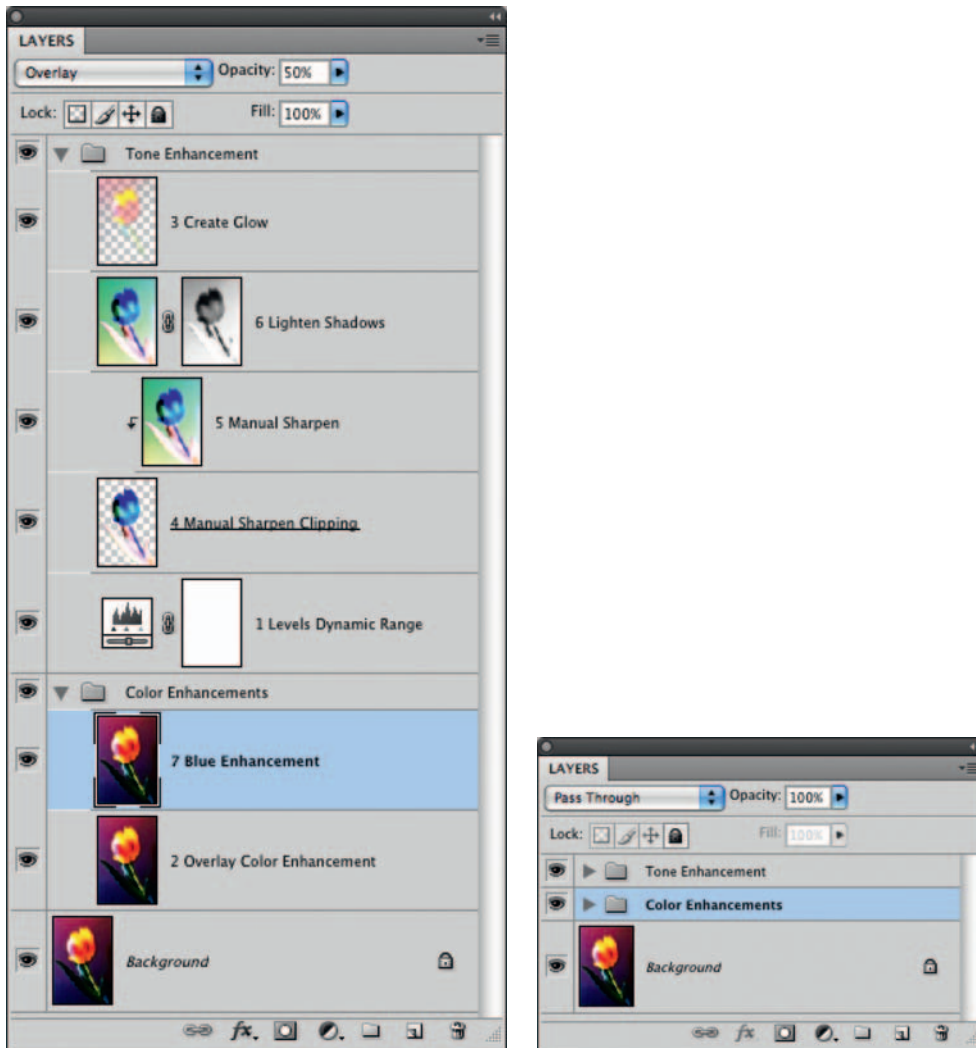 LAYERS
Overlay Opacity: 50%
Lock: Fill: 100%
Tone Enhancement
3 Create Glow
6 Lighten Shadows
5 Manual Sharpen
4 Manual Sharpen Clipping
1 Levels Dynamic Range
Color Enhancements
7 Blue Enhancement
2 Overlay Color Enhancement
Background
fx.
LAYERS
Pass Through Opacity: 100%
Lock: Fill: 100%
Tone Enhancement
Color Enhancements
Background
fx.